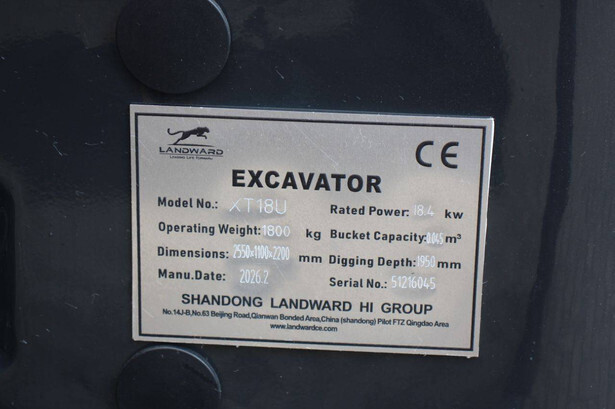 LANDWARD
CE
EXCAVATOR
Model No.: XT18U Rated Power: 18.4 kw
Operating Weight: 1800 kg Bucket Capacity: 0.045 m³
Dimensions: 2550×1100×2200 mm Digging Depth: 1950 mm
Manu.Date: 2026.2 Serial No.: 51216045
SHANDONG LANDWARD HI GROUP
No.14J-B,No.63 Beijing Road,Qianwan Bonded Area,China (shandong) Pilot FTZ Qingdao Area
www.landwardce.com